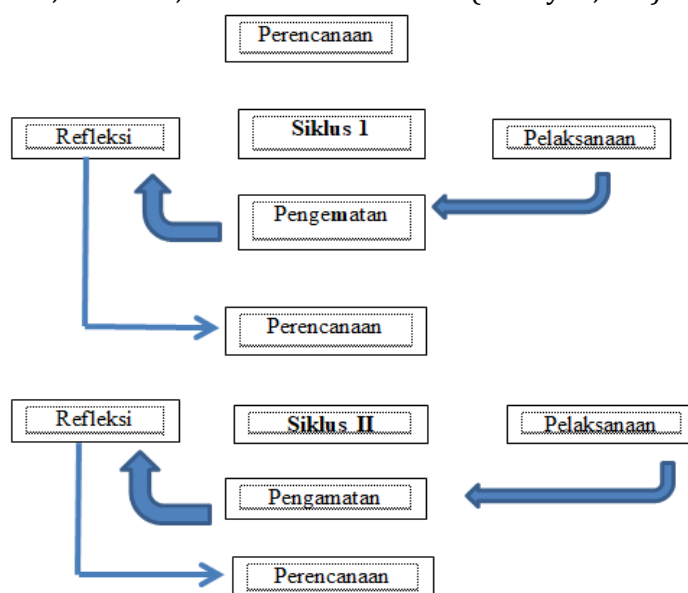 Perencanaan
Refleksi
Siklus 1
Pelaksanaan
Pengematan
Perencanaan
Refleksi
Siklus II
Pelaksanaan
Pengamatan
Perencanaan